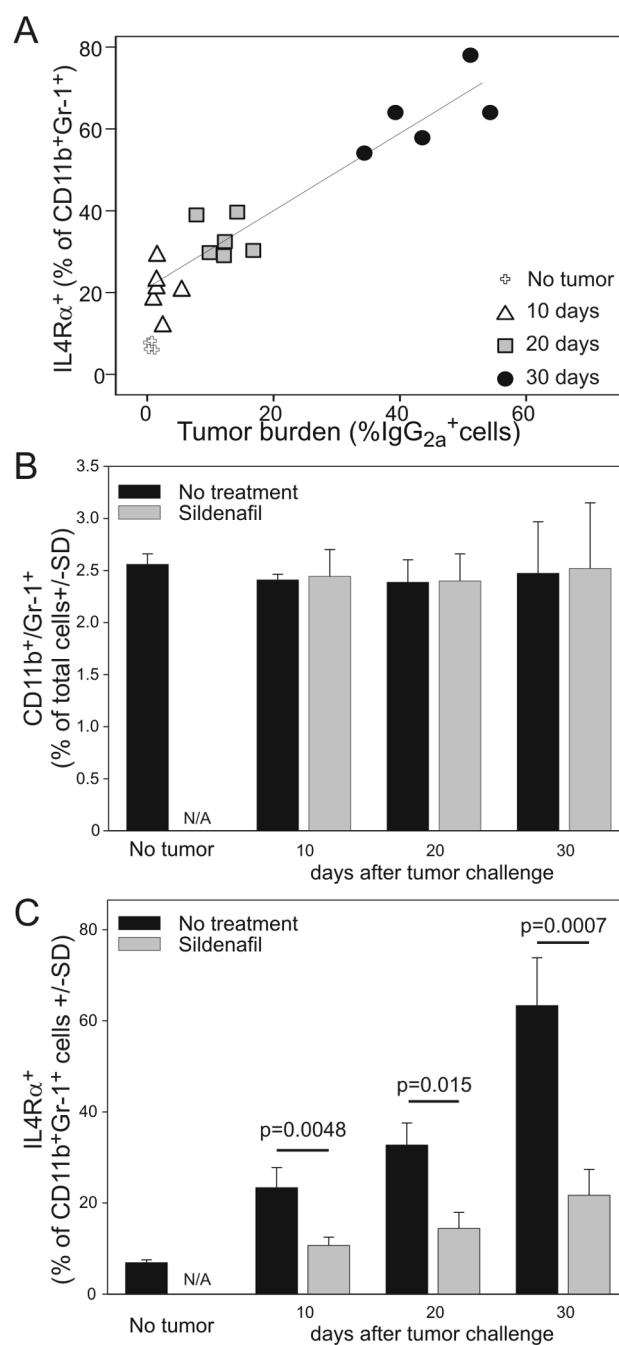 A
IL4Rα⁺ (% of CD11b⁺Gr-1⁺)
80
60
40
20
0
No tumor
10 days
20 days
30 days
0 20 40 60
Tumor burden (%IgG₂ₐ⁺cells)
B
CD11b⁺/Gr-1⁺
(% of total cells+/-SD)
3.5
3.0
2.5
2.0
1.5
1.0
0.5
0
No treatment
Sildenafil
N/A
No tumor
10 20 30
days after tumor challenge
C
IL4Rα⁺
(% of CD11b⁺Gr-1⁺ cells +/-SD)
80
60
40
20
0
No treatment
Sildenafil
p=0.0007
p=0.015
p=0.0048
N/A
No tumor
10 20 30
days after tumor challenge